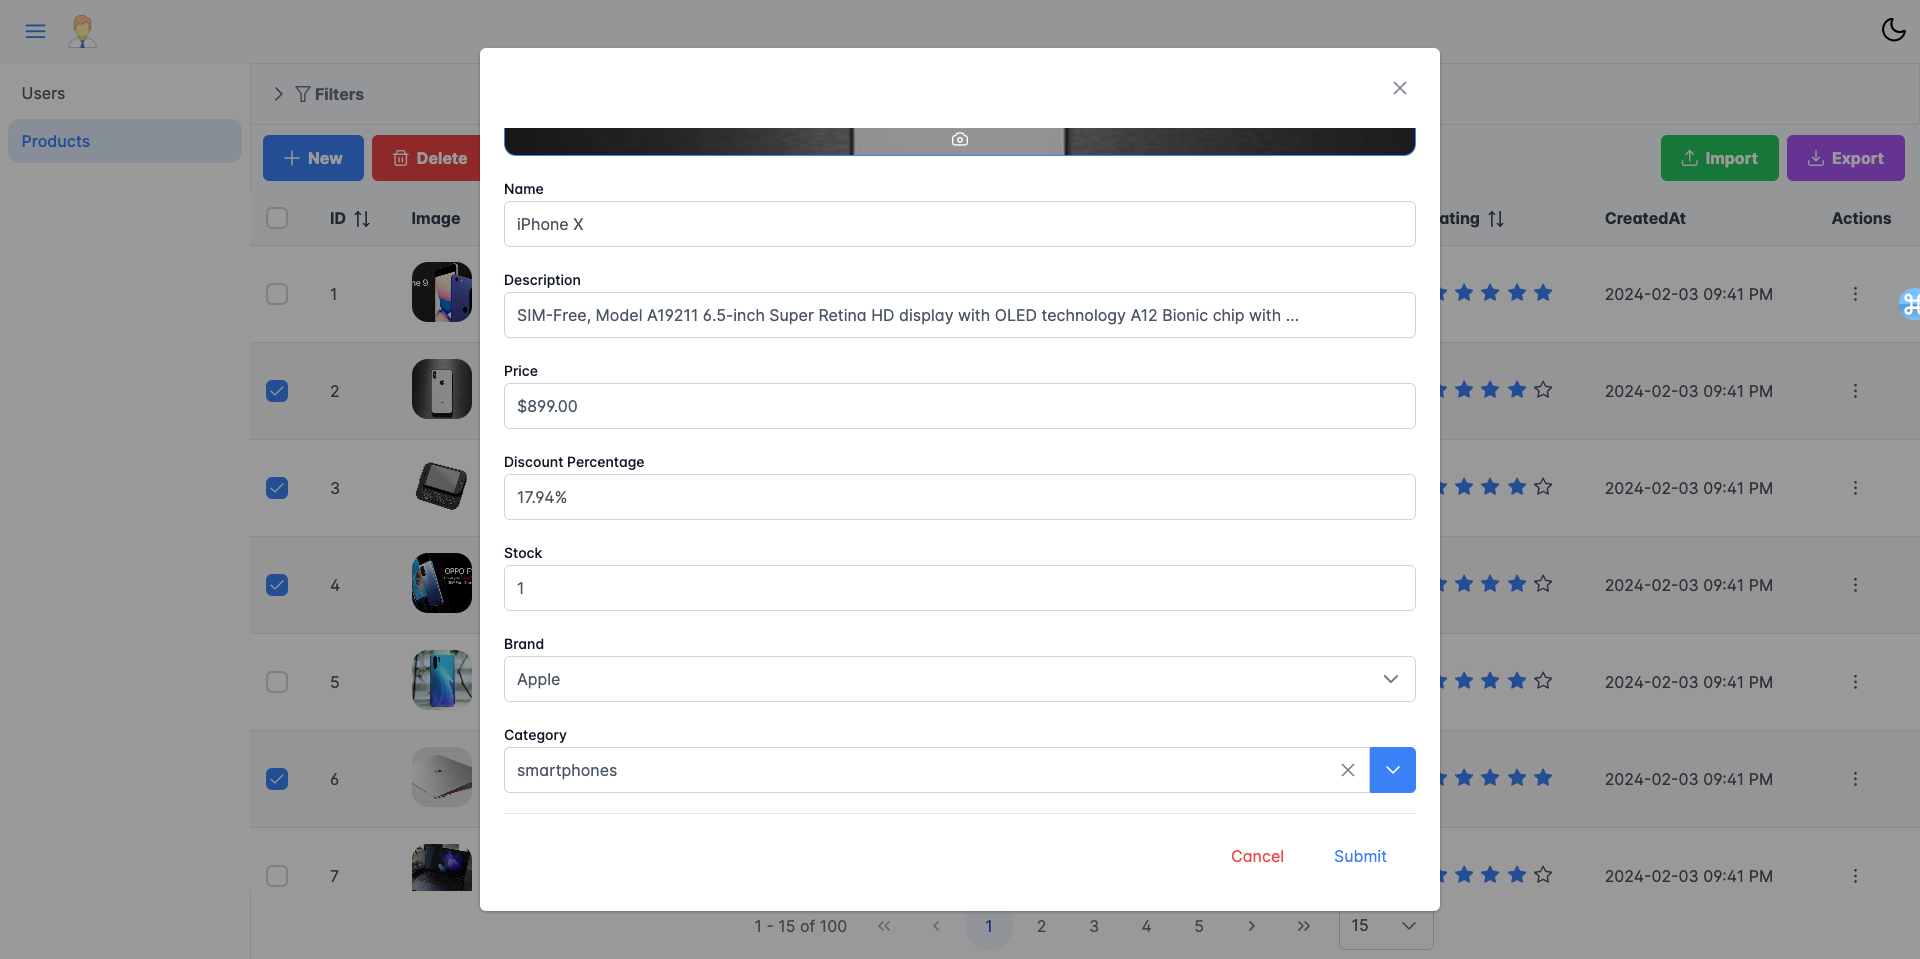 Users
Products
Filters
New
Delete
Import
Export
ID
Image
ating
CreatedAt
Actions
1
2024-02-03 09:41 PM
2
2024-02-03 09:41 PM
3
2024-02-03 09:41 PM
4
OPPO F
2024-02-03 09:41 PM
5
2024-02-03 09:41 PM
6
2024-02-03 09:41 PM
7
2024-02-03 09:41 PM
Name
iPhone X
Description
SIM-Free, Model A19211 6.5-inch Super Retina HD display with OLED technology A12 Bionic chip with ...
Price
$899.00
Discount Percentage
17.94%
Stock
1
Brand
Apple
Category
smartphones
Cancel
Submit
1 - 15 of 100
1
2
3
4
5
15